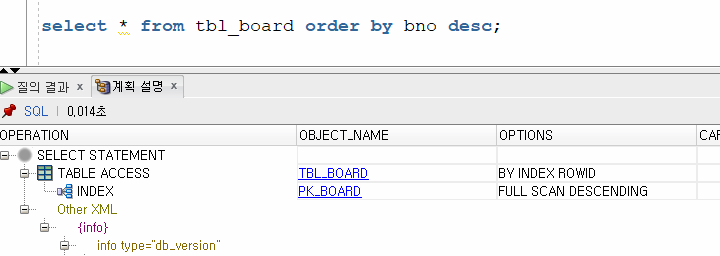 select * from tbl_board order by bno desc;
질의 결과 x 계획 설명 x
SQL | 0,014초
OPERATION OBJECT_NAME OPTIONS CAR
SELECT STATEMENT
TABLE ACCESS TBL_BOARD BY INDEX ROWID
INDEX PK_BOARD FULL SCAN DESCENDING
Other XML
{info}
info type="db_version"